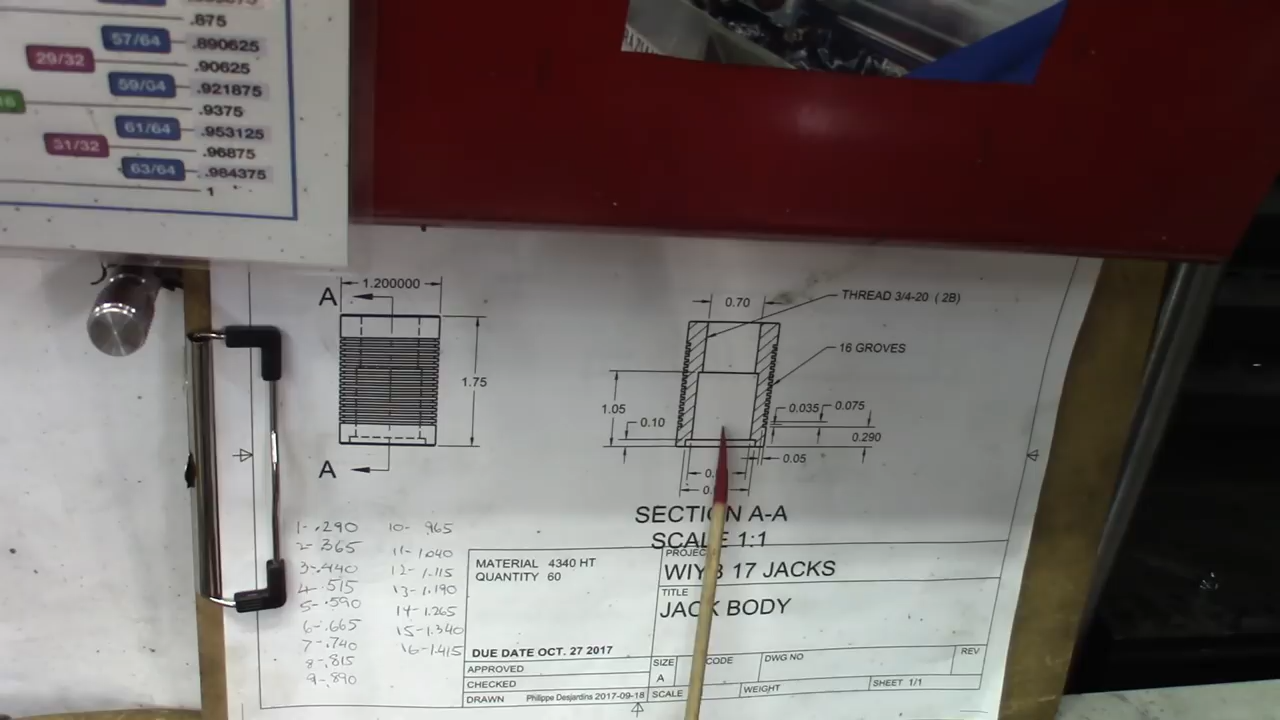 .875
57/64
.890625
29/32
.90625
59/64
.921875
.9375
61/64
.953125
31/32
.96875
63/64
.984375
1
A
1.200000
1.75
A
0.70
THREAD 3/4-20 ( 2B)
16 GROVES
1.05
0.10
0.035
0.075
0.290
0.05
SECTION A-A
SCALE 1:1
1- .290
2- .365
3- .440
4- .515
5- .590
6- .665
7- .740
8- .815
9- .890
10- .965
11- 1.040
12- 1.115
13- 1.190
14- 1.265
15- 1.340
16- 1.415
MATERIAL 4340 HT
QUANTITY 60
DUE DATE OCT. 27 2017
APPROVED
CHECKED
DRAWN Philippe Desjardins 2017-09-18
17 JACKS
TITLE
JACK BODY
SIZE
A
CODE
DWG NO
REV
SCALE
WEIGHT
SHEET 1/1